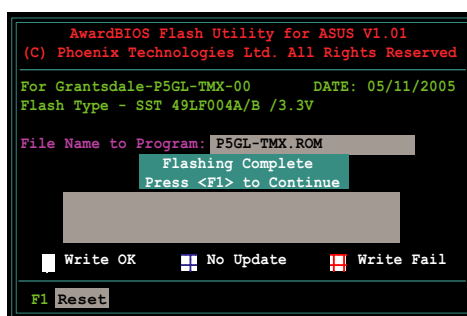 AwardBIOS Flash Utility for ASUS V1.01
(C) Phoenix Technologies Ltd. All Rights Reserved
For Grantsdale-P5GL-TMX-00 DATE: 05/11/2005
Flash Type - SST 49LF004A/B /3.3V
File Name to Program: P5GL-TMX.ROM
Flashing Complete
Press <F1> to Continue
Write OK No Update Write Fail
F1 Reset